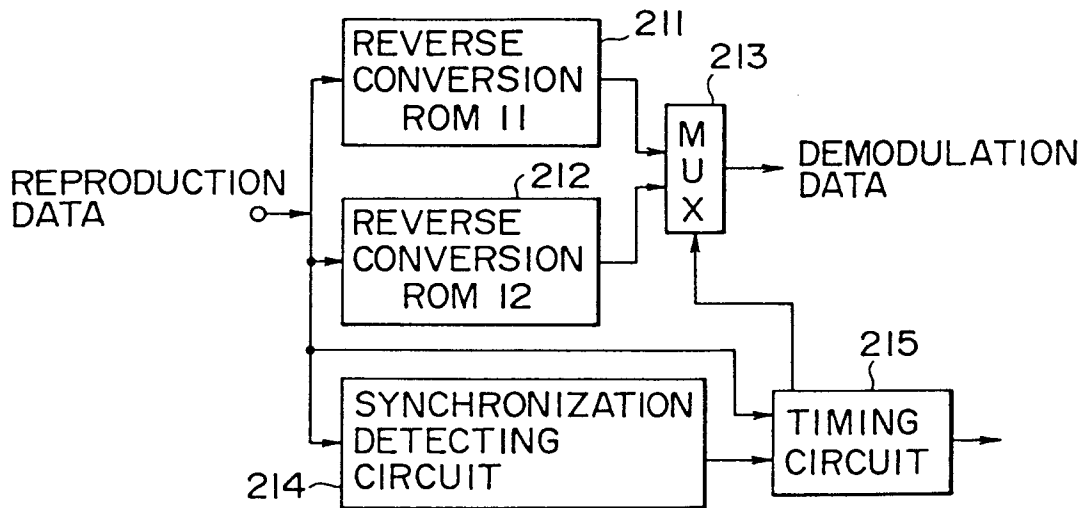 211
REVERSE
CONVERSION
ROM 11
213
MUX
DEMODULATION
DATA
REPRODUCTION
DATA
212
REVERSE
CONVERSION
ROM 12
215
SYNCHRONIZATION
DETECTING
CIRCUIT
214
TIMING
CIRCUIT